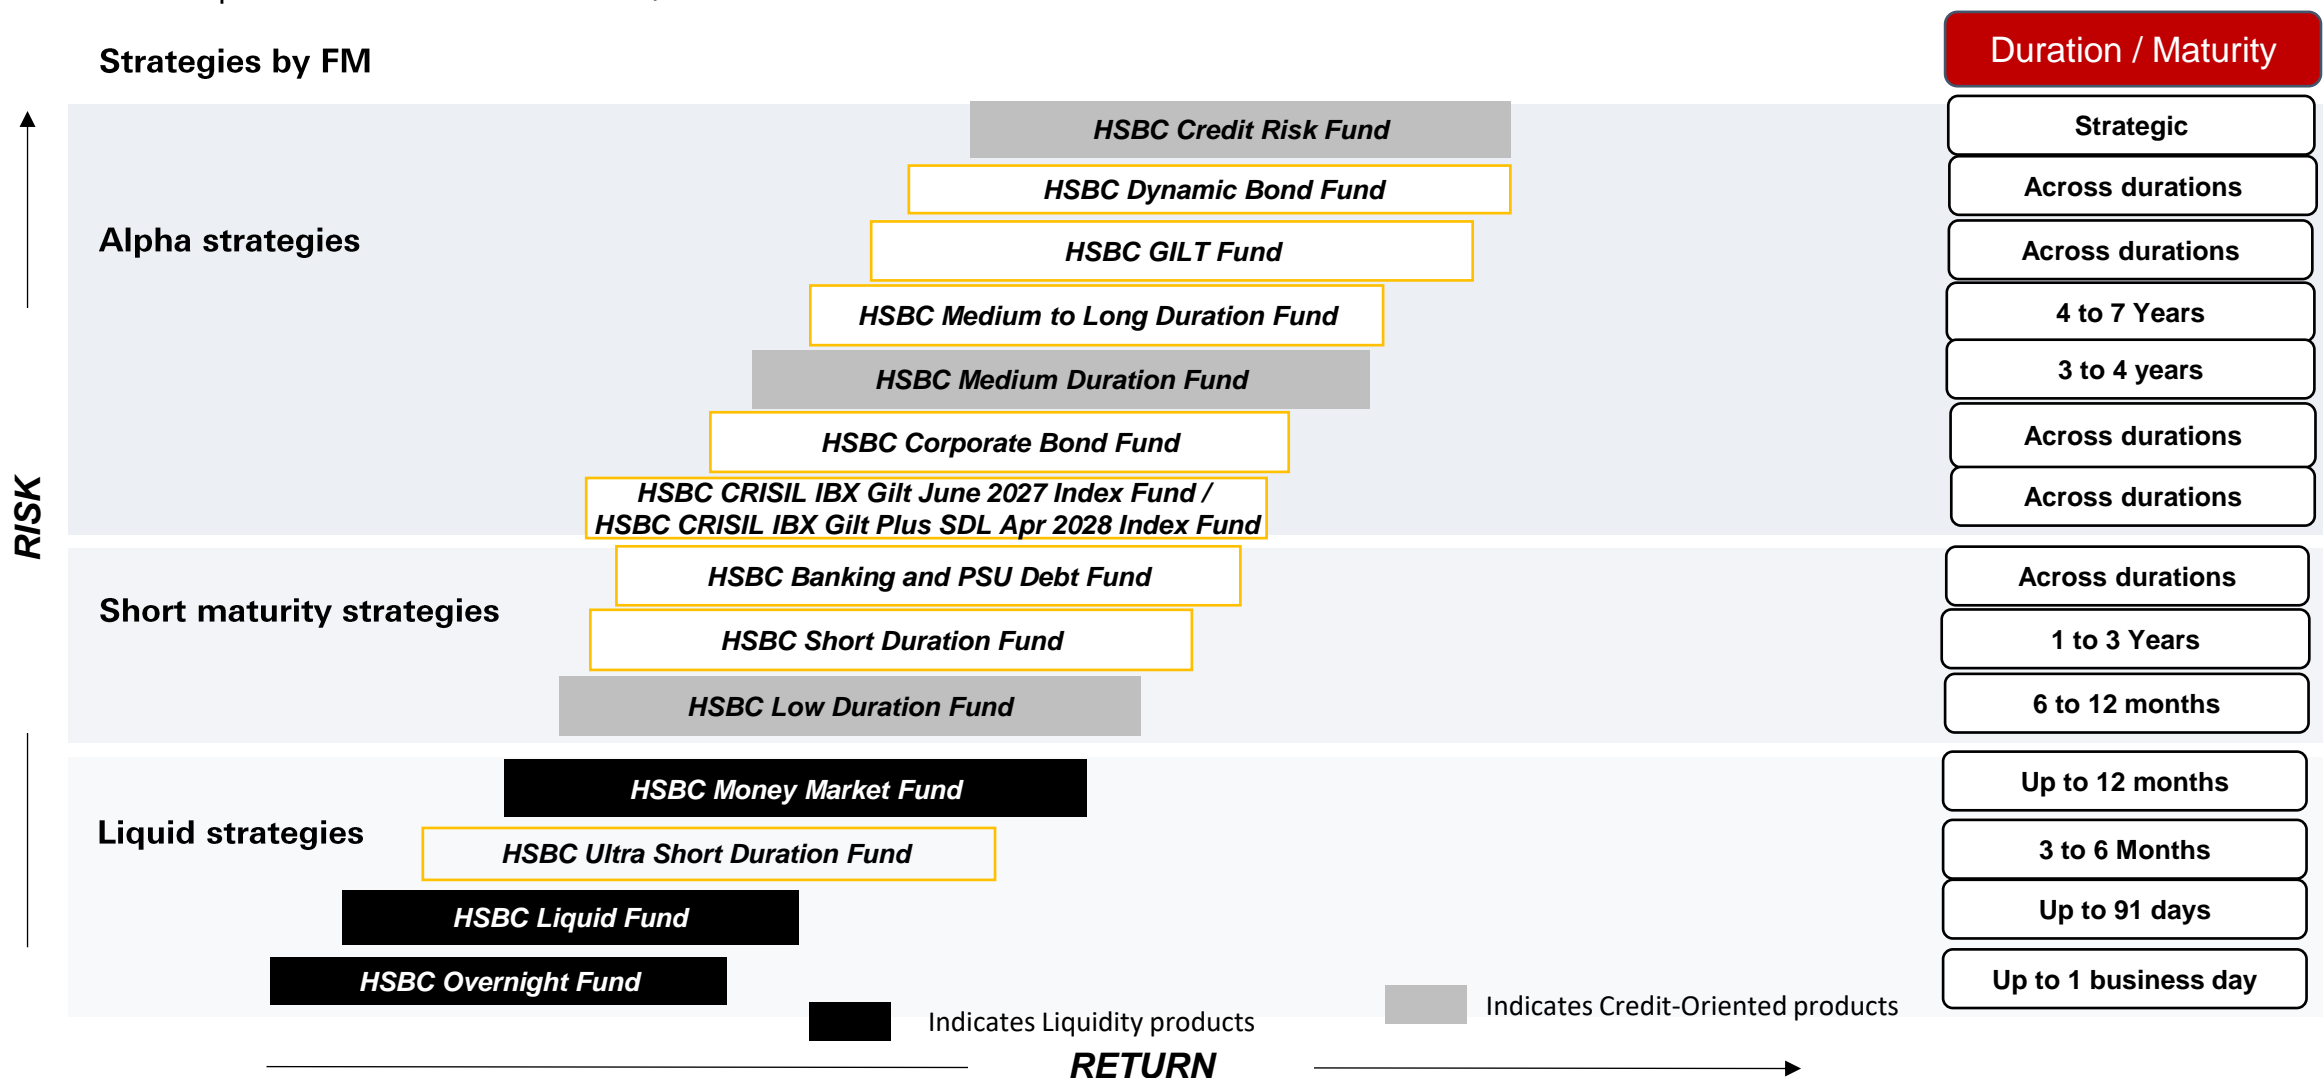 Strategies by FM
Duration / Maturity
HSBC Credit Risk Fund
Strategic
HSBC Dynamic Bond Fund
Across durations
Alpha strategies
HSBC GILT Fund
Across durations
HSBC Medium to Long Duration Fund
4 to 7 Years
HSBC Medium Duration Fund
3 to 4 years
HSBC Corporate Bond Fund
Across durations
HSBC CRISIL IBX Gilt June 2027 Index Fund /
HSBC CRISIL IBX Gilt Plus SDL Apr 2028 Index Fund
Across durations
RISK
HSBC Banking and PSU Debt Fund
Across durations
Short maturity strategies
HSBC Short Duration Fund
1 to 3 Years
HSBC Low Duration Fund
6 to 12 months
HSBC Money Market Fund
Up to 12 months
Liquid strategies
HSBC Ultra Short Duration Fund
3 to 6 Months
HSBC Liquid Fund
Up to 91 days
HSBC Overnight Fund
Up to 1 business day
Indicates Liquidity products
Indicates Credit-Oriented products
RETURN